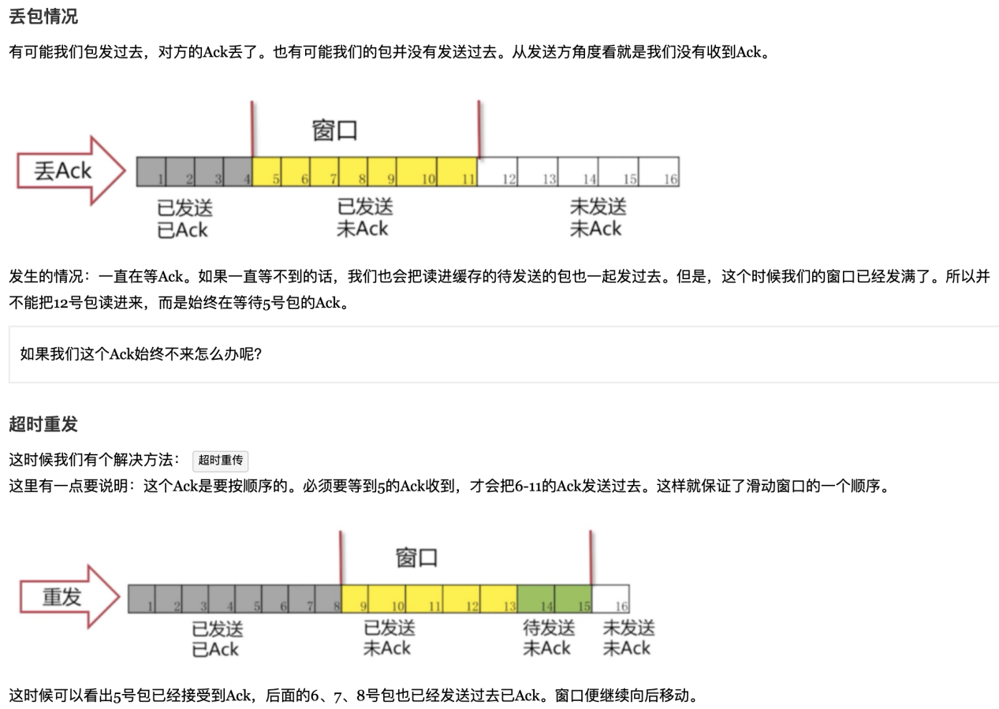 丢包情况
有可能我们包发过去，对方的Ack丢了。也有可能我们的包并没有发送过去。从发送方角度看就是我们没有收到Ack。
窗口
丢Ack
1 2 3 4 5 6 7 8 9 10 11 12 13 14 15 16
已发送 已发送 未发送
已Ack 未Ack 未Ack
发生的情况：一直在等Ack。如果一直等不到的话，我们也会把读进缓存的待发送的包也一起发过去。但是，这个时候我们的窗口已经发满了。所以并
不能把12号包读进来，而是始终在等待5号包的Ack。
如果我们这个Ack始终不来怎么办呢？
超时重发
这时候我们有个解决方法： 超时重传
这里有一点要说明：这个Ack是要按顺序的。必须要等到5的Ack收到，才会把6-11的Ack发送过去。这样就保证了滑动窗口的一个顺序。
窗口
重发
1 2 3 4 5 6 7 8 9 10 11 12 13 14 15 16
已发送 已发送 待发送 未发送
已Ack 未Ack 未Ack 未Ack
这时候可以看出5号包已经接受到Ack，后面的6、7、8号包也已经发送过去已Ack。窗口便继续向后移动。